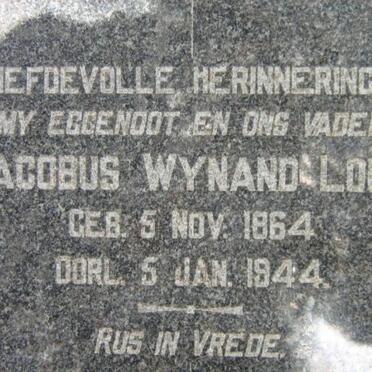 IEFDEVOLLE HERINNERING
MY EGGENOOT EN ONS VADE
ACOBUS WYNAND LO
GEB. 5 NOV. 1864.
OORL. 5 JAN. 1944.
RUS IN VREDE.